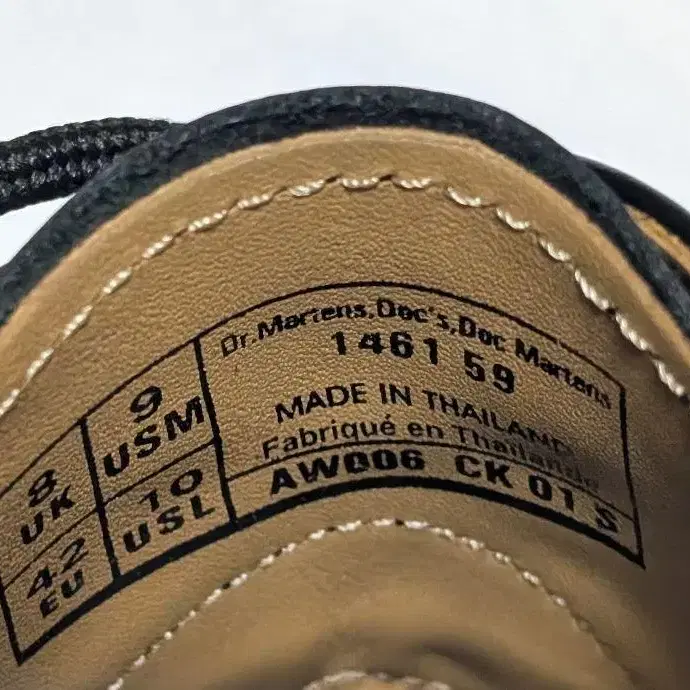 8 UK
42 EU
9 USM
10 USL
Dr.Martens,Doc's,Doc Martens
1461 59
MADE IN THAILAND
Fabriqué en Thaïlande
AW006 CK 01 S